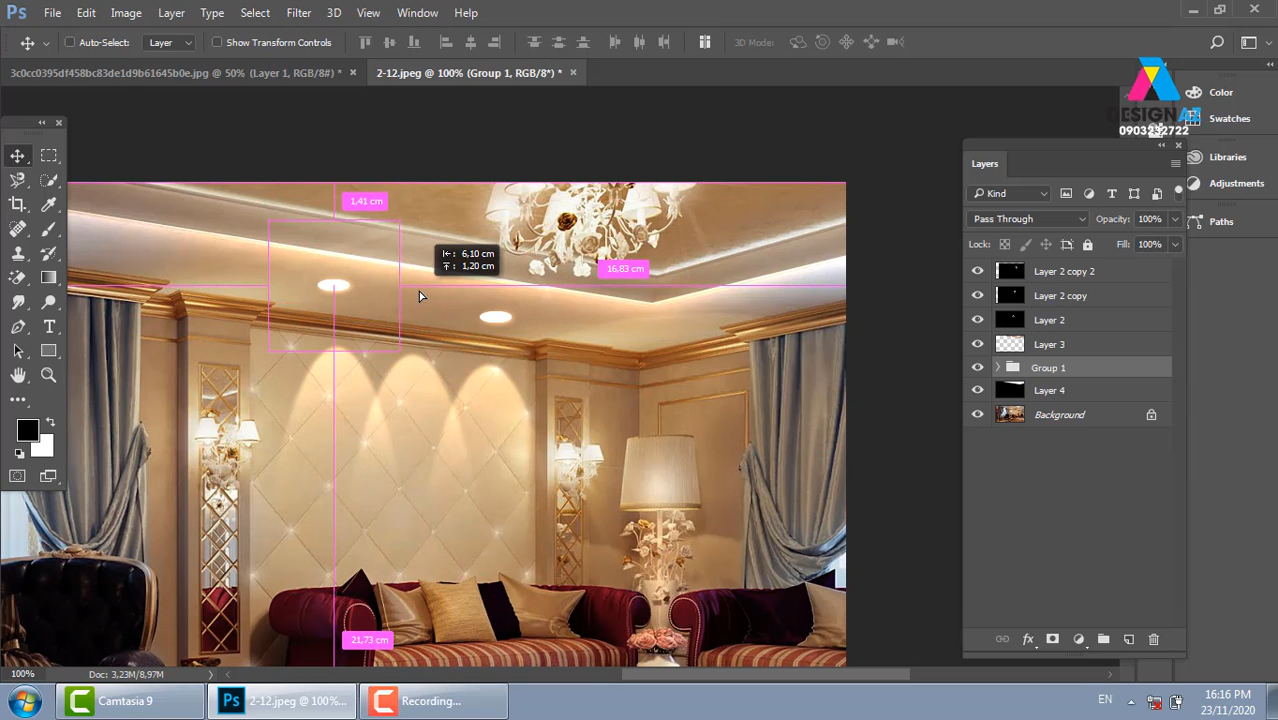 Ps File Edit Image Layer Type Select Filter 3D View Window Help
Auto-Select: Layer Show Transform Controls 3D Mode:
3c0cc0395df458bc83de1d9b61645b0e.jpg @ 50% (Layer 1, RGB/8#) * 2-12.jpeg @ 100% (Group 1, RGB/8*) *
DESIGNAZ
0903232722
Color
Swatches
Libraries
Adjustments
Paths
Layers
Kind
Pass Through Opacity: 100%
Lock: Fill: 100%
Layer 2 copy 2
Layer 2 copy
Layer 2
Layer 3
Group 1
Layer 4
Background
fx
1,41 cm
6,10 cm
1,20 cm
16,83 cm
21,73 cm
100% Doc: 3,23M/8,97M
Camtasia 9
Ps 2-12.jpeg @ 100%...
Recording...
EN
16:16 PM
23/11/2020